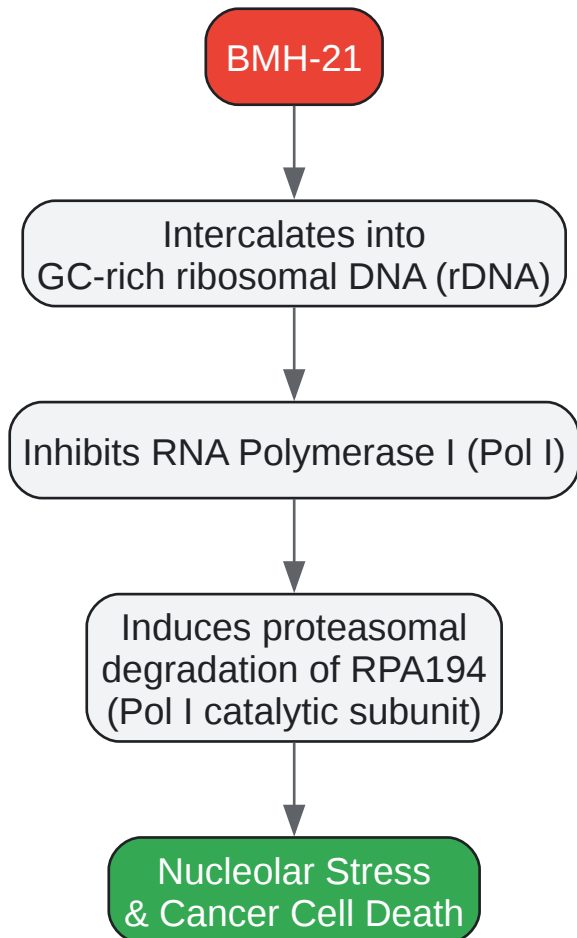 BMH-21
Intercalates into
GC-rich ribosomal DNA (rDNA)
Inhibits RNA Polymerase I (Pol I)
Induces proteasomal
degradation of RPA194
(Pol I catalytic subunit)
Nucleolar Stress
& Cancer Cell Death